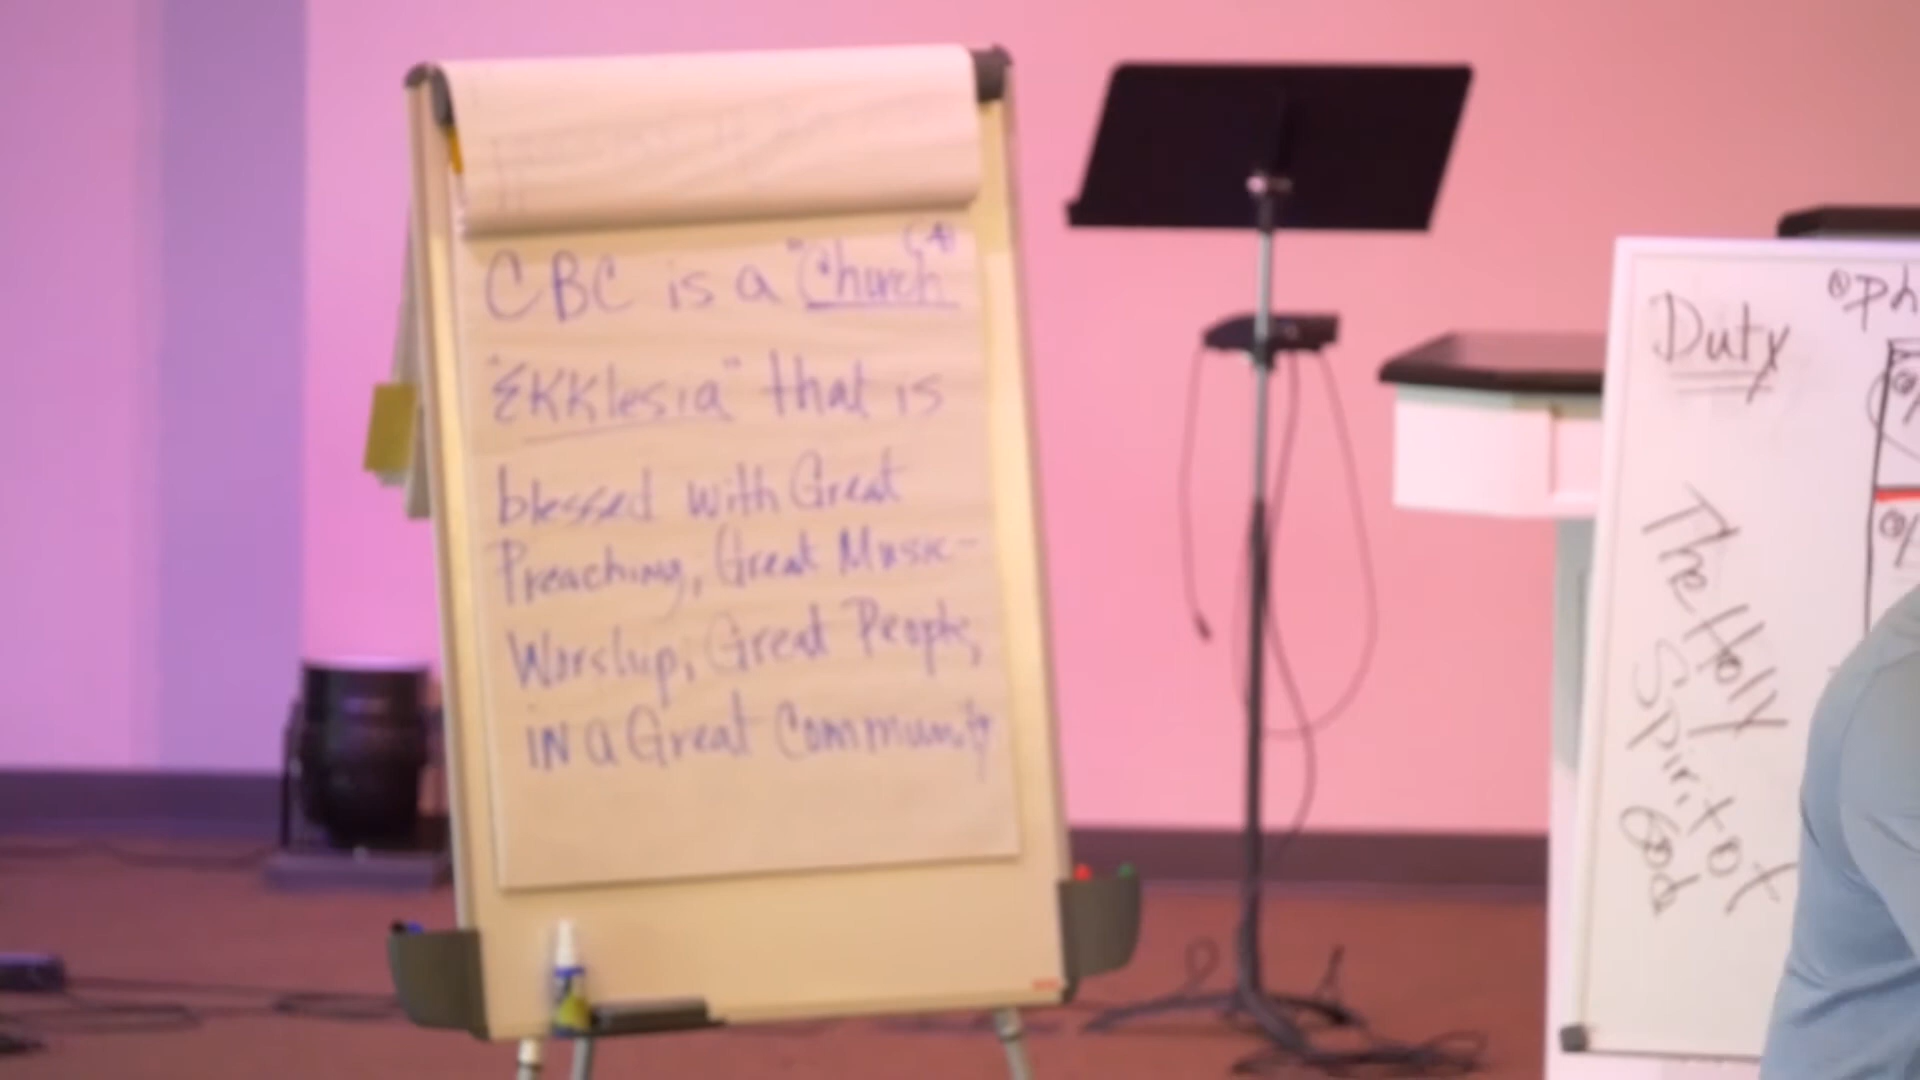 CBC is a "Church"
"Ekklesia" that is
blessed with Great
Preaching, Great Music-
Worship, Great People,
IN a Great Community
Duty
The Holy
Spirit of
God